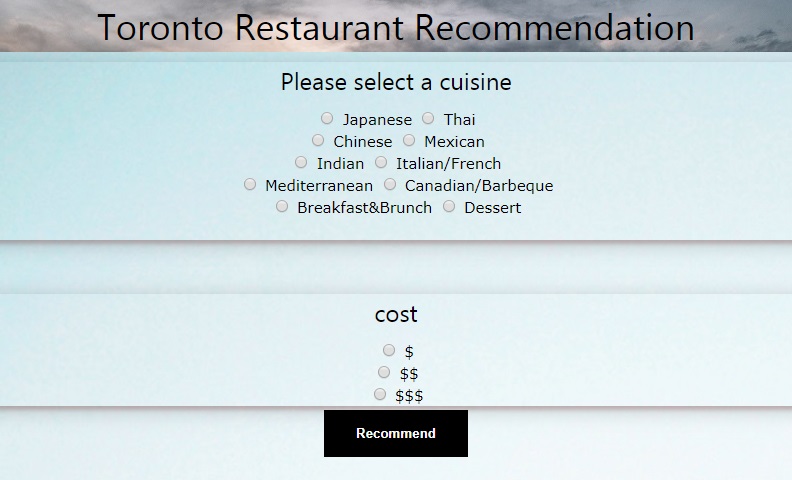 Toronto Restaurant Recommendation
Please select a cuisine
Japanese Thai
Chinese Mexican
Indian Italian/French
Mediterranean Canadian/Barbeque
Breakfast&Brunch Dessert
cost
$
$$
$$$
Recommend